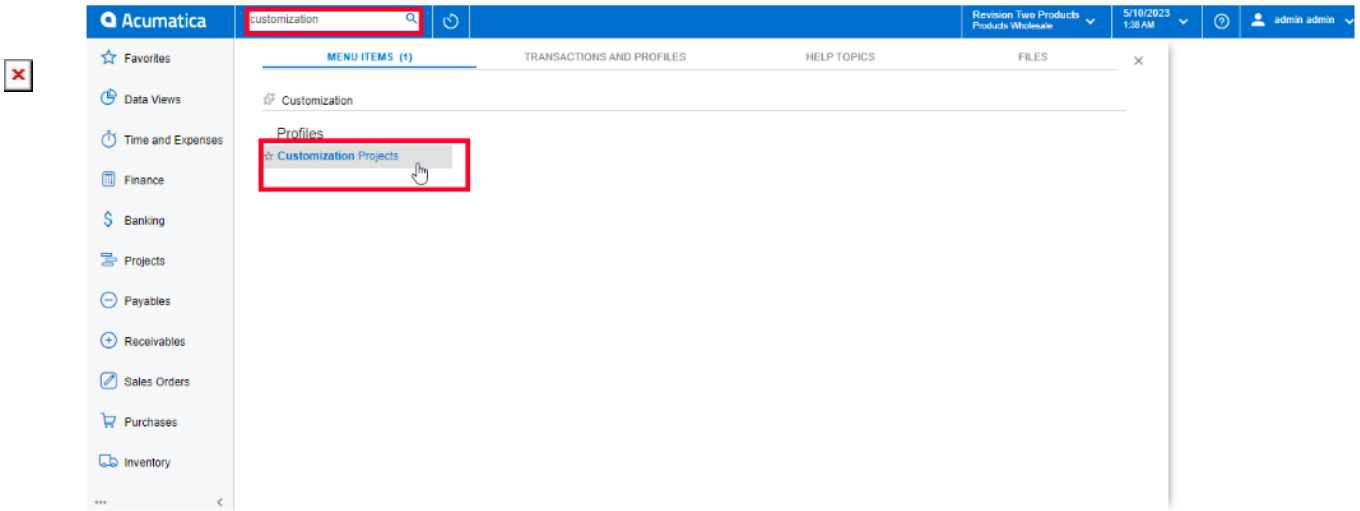 Acumatica
customization
Revision Two Products
Products Wholesale
5/10/2023
1:38 AM
admin admin
Favorites
Data Views
Time and Expenses
Finance
Banking
Projects
Payables
Receivables
Sales Orders
Purchases
Inventory
MENU ITEMS (1)
TRANSACTIONS AND PROFILES
HELP TOPICS
FILES
Customization
Profiles
Customization Projects